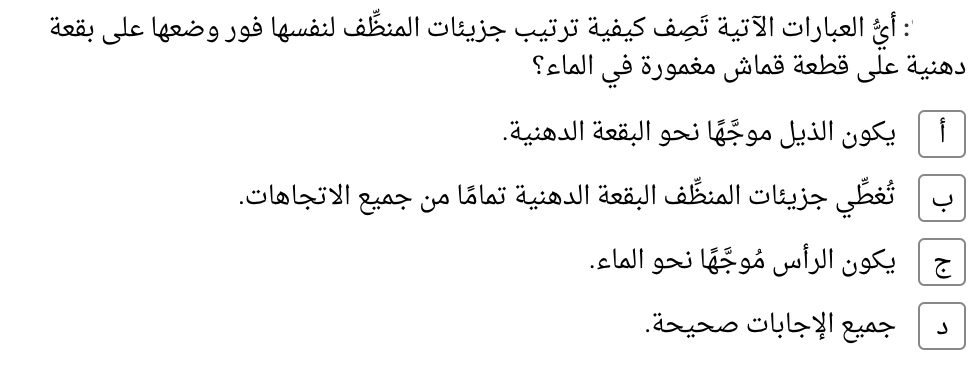 : أيُّ العبارات الآتية تَصِف كيفية ترتيب جزيئات المنظِّف لنفسها فور وضعها على بقعة
دهنية على قطعة قماش مغمورة في الماء؟
أ يكون الذيل موجَّهًا نحو البقعة الدهنية.
ب تُغطِّي جزيئات المنظِّف البقعة الدهنية تمامًا من جميع الاتجاهات.
ج يكون الرأس مُوجَّهًا نحو الماء.
د جميع الإجابات صحيحة.